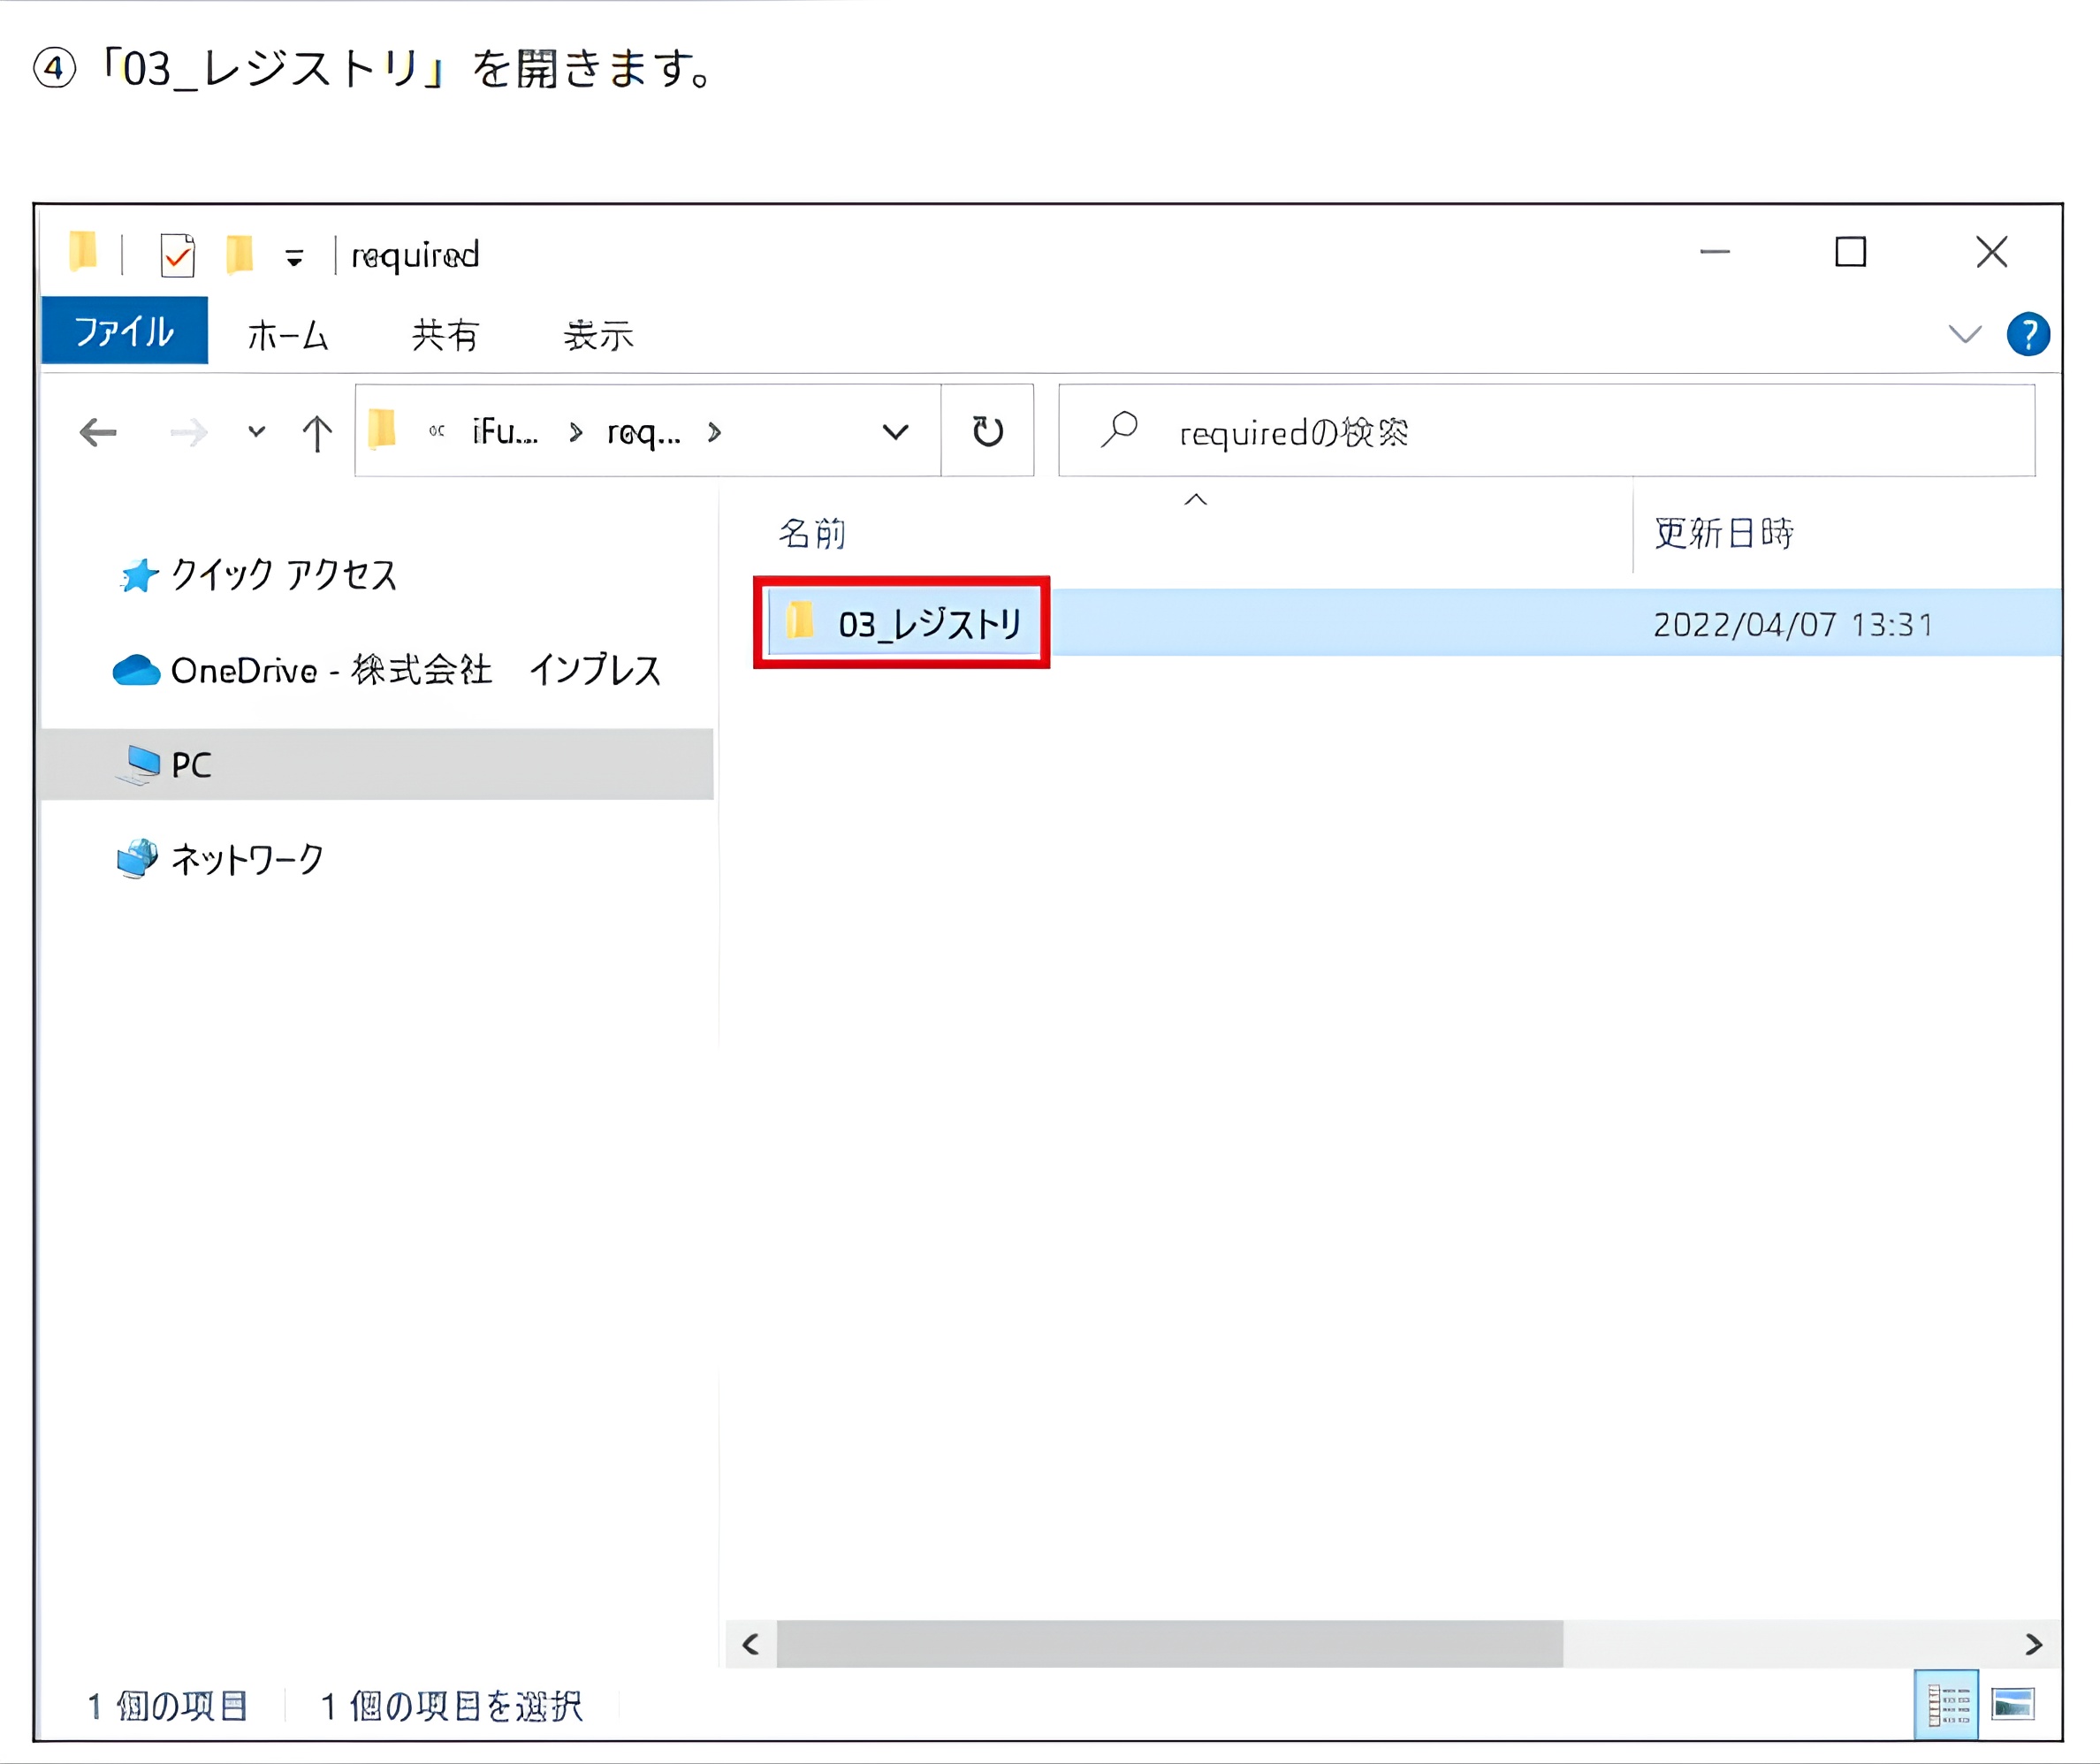 ④「03_レジストリ」を開きます。
required
ファイル ホーム 共有 表示 ?
iFu... req... requiredの検索
名前 更新日時
クイック アクセス
03_レジストリ 2022/04/07 13:31
OneDrive - 株式会社　インプレス
PC
ネットワーク
1 個の項目 1 個の項目を選択